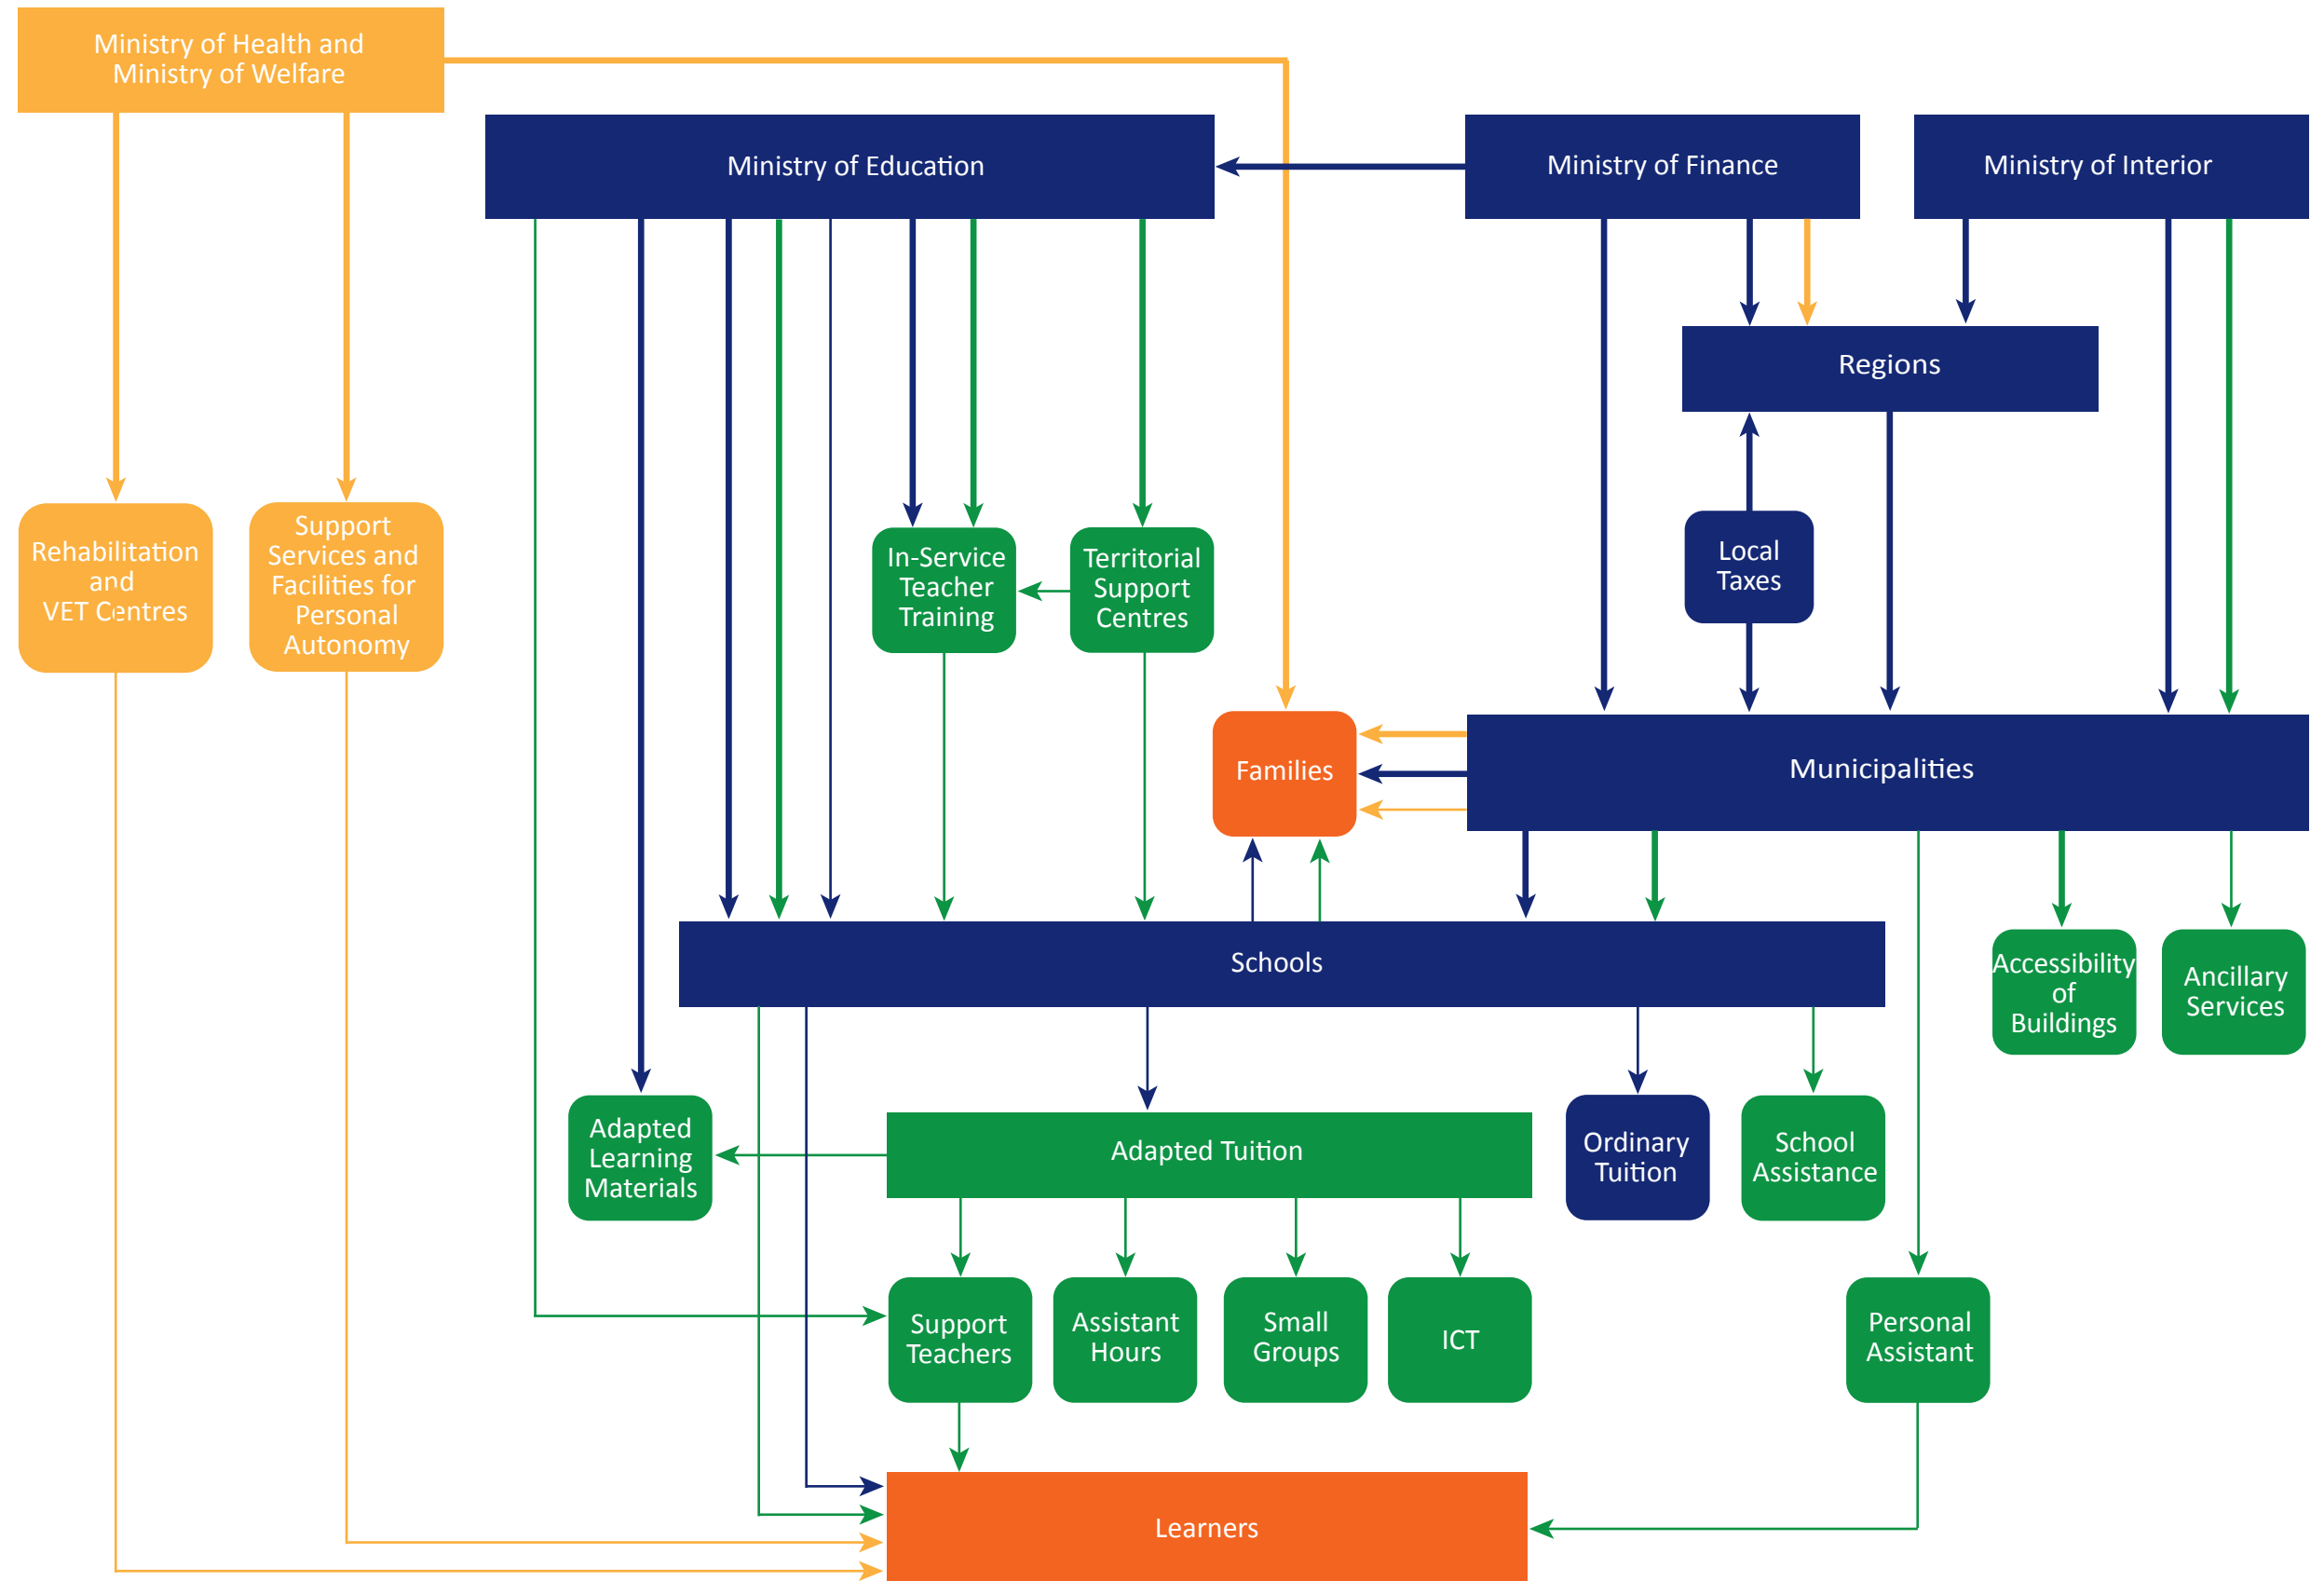 Ministry of Health and
Ministry of Welfare
Ministry of Education
Ministry of Finance
Ministry of Interior
Regions
Rehabilitation
and
VET Centres
Support
Services and
Facilities for
Personal
Autonomy
In-Service
Teacher
Training
Territorial
Support
Centres
Local
Taxes
Families
Municipalities
Schools
Accessibility
of
Buildings
Ancillary
Services
Adapted
Learning
Materials
Adapted Tuition
Ordinary
Tuition
School
Assistance
Support
Teachers
Assistant
Hours
Small
Groups
ICT
Personal
Assistant
Learners